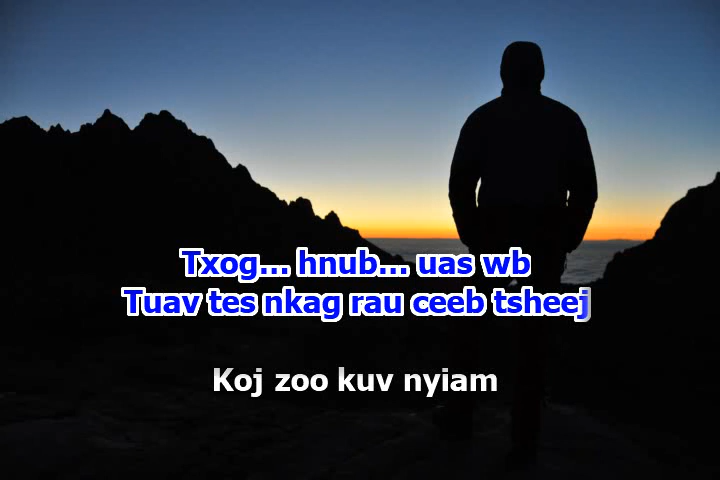 Txog... hnub... uas wb
Tuav tes nkag rau ceeb tsheej
Koj zoo kuv nyiam